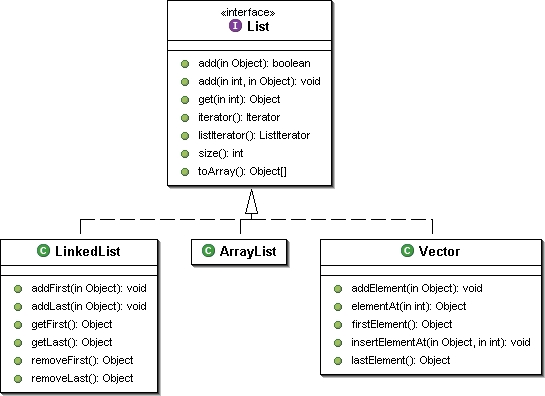 «interface»
I List
add(in Object): boolean
add(in int, in Object): void
get(in int): Object
iterator(): Iterator
listIterator(): ListIterator
size(): int
toArray(): Object[]
C LinkedList
addFirst(in Object): void
addLast(in Object): void
getFirst(): Object
getLast(): Object
removeFirst(): Object
removeLast(): Object
C ArrayList
C Vector
addElement(in Object): void
elementAt(in int): Object
firstElement(): Object
insertElementAt(in Object, in int): void
lastElement(): Object